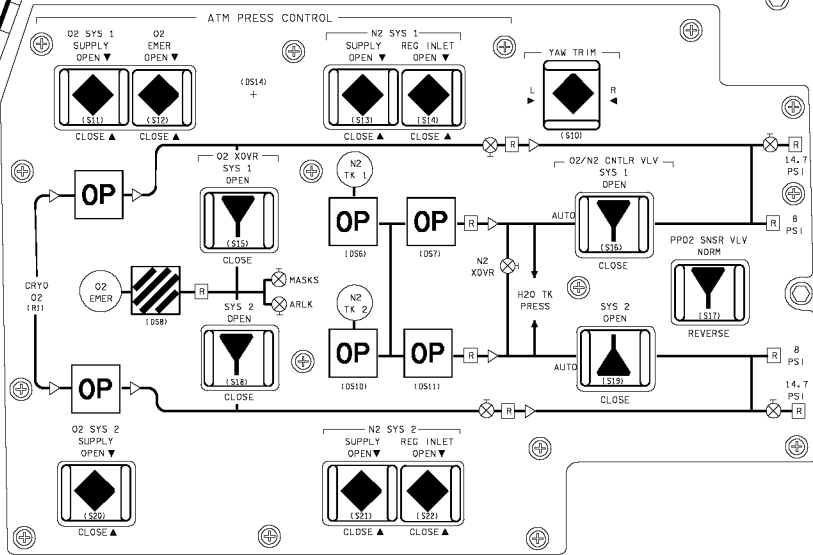 ATM PRESS CONTROL
O2 SYS 1
SUPPLY
OPEN ▼
(S11)
CLOSE ▲
O2
EMER
OPEN ▼
(S12)
CLOSE ▲
(DS14)
N2 SYS 1
SUPPLY
OPEN ▼
(S13)
CLOSE ▲
REG INLET
OPEN ▼
(S14)
CLOSE ▲
YAW TRIM
L
R
(S10)
R
R
14.7
PSI
O2 XOVR
SYS 1
OPEN
(S15)
CLOSE
N2
TK 1
OP
OP
(DS6)
OP
(DS7)
R
O2/N2 CNTLR VLV
SYS 1
OPEN
AUTO
(S16)
CLOSE
R
8
PSI
PPO2 SNSR VLV
NORM
(S17)
REVERSE
CRYO
O2
(R1)
O2
EMER
(DS8)
R
MASKS
ARLK
N2
XOVR
H2O TK
PRESS
SYS 2
OPEN
(S18)
CLOSE
N2
TK 2
OP
(DS10)
OP
(DS11)
R
SYS 2
OPEN
AUTO
(S19)
CLOSE
R
8
PSI
OP
R
R
14.7
PSI
O2 SYS 2
SUPPLY
OPEN ▼
(S20)
CLOSE ▲
N2 SYS 2
SUPPLY
OPEN ▼
(S21)
CLOSE ▲
REG INLET
OPEN ▼
(S22)
CLOSE ▲